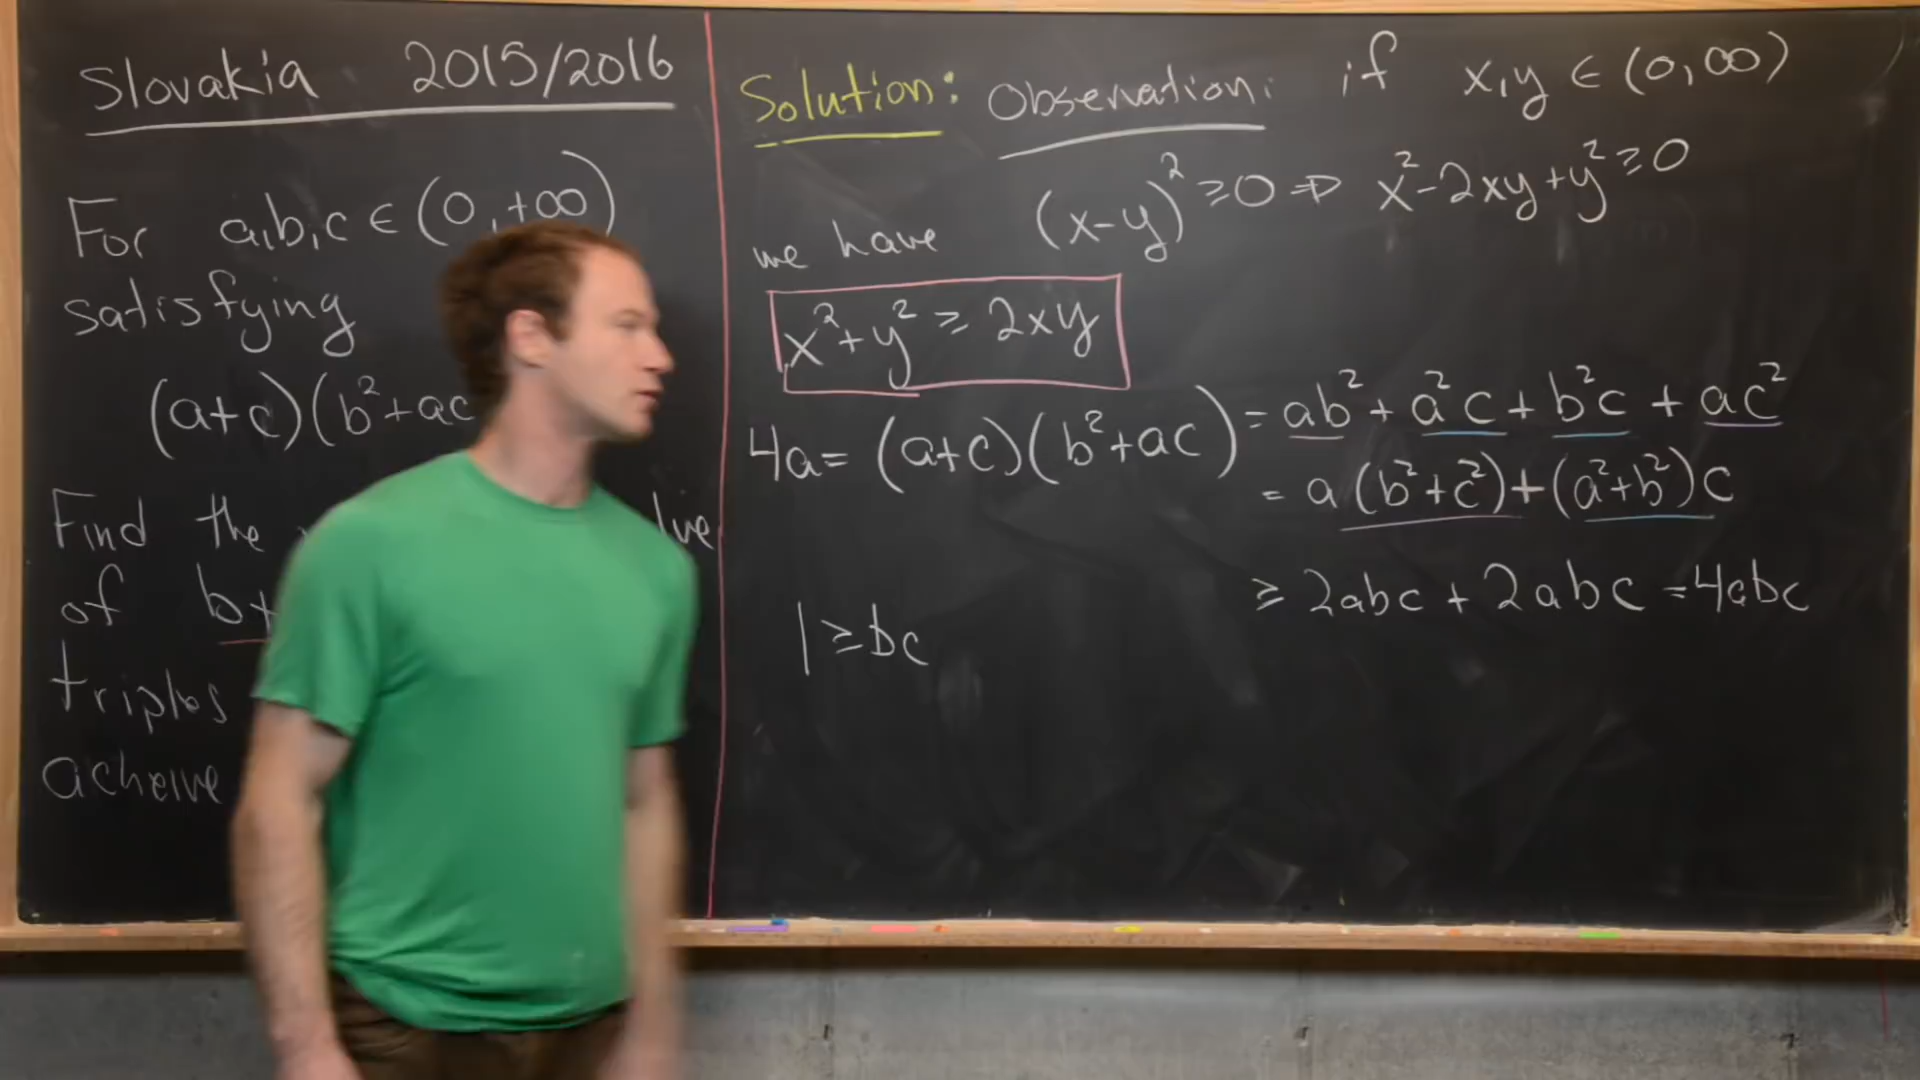 Slovakia 2015/2016
For a,b,c ∈ (0,+∞)
satisfying
(a+c)(b²+ac
Find the
of b+
triples
acheive
Solution: Observation: if x,y ∈ (0,∞)
we have (x-y)² ≥0 ⇒ x²-2xy+y² ≥0
x²+y² ≥ 2xy
4a= (a+c)(b²+ac) = ab² + a²c + b²c + ac²
= a(b²+c²)+(a²+b²)c
≥ 2abc + 2abc =4abc
1 ≥ bc